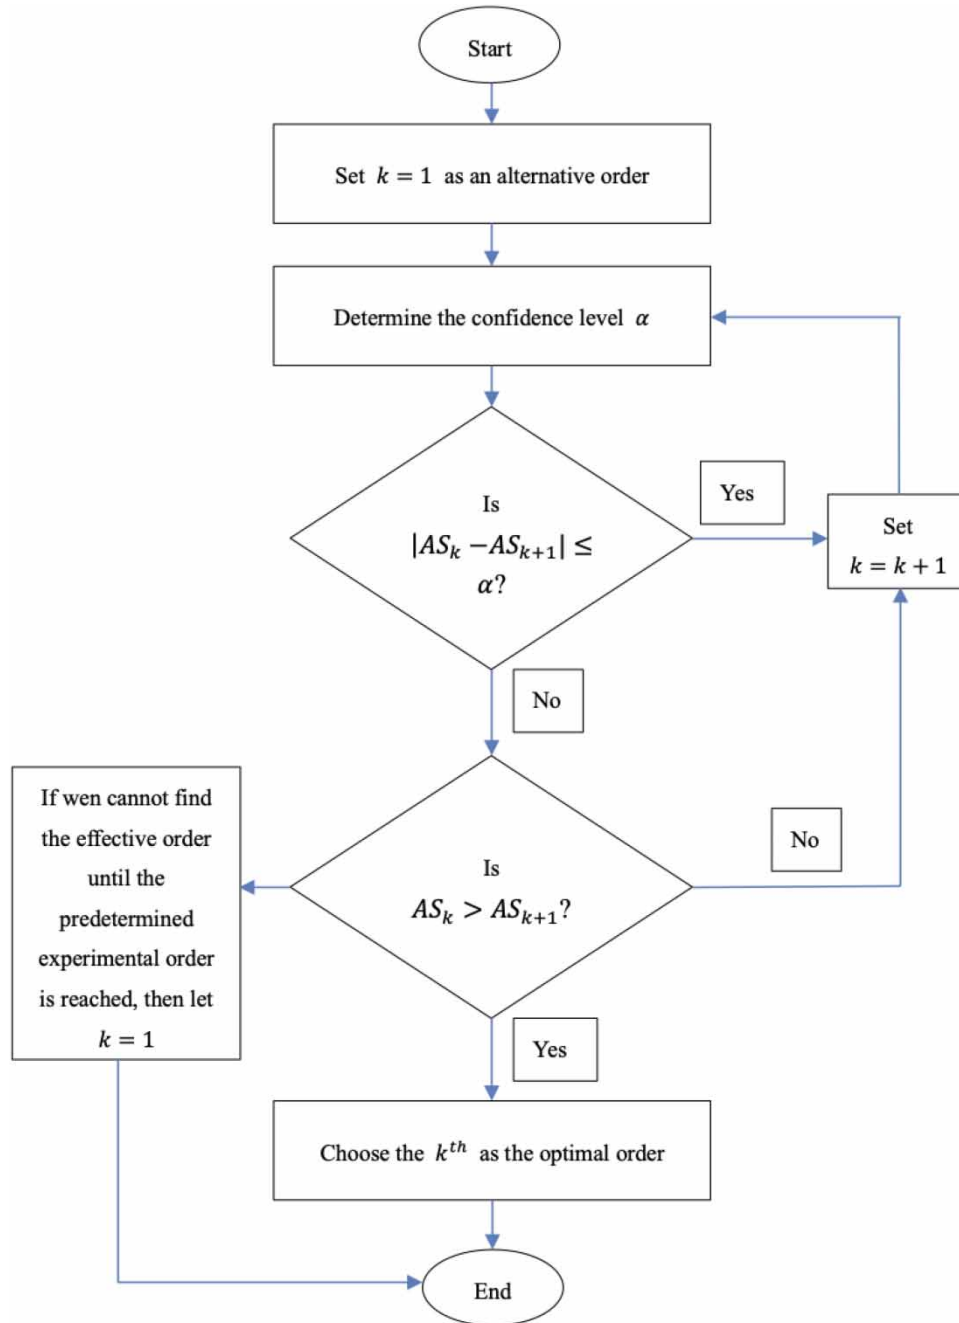 Start
Set k = 1 as an alternative order
Determine the confidence level α
Is
|AS_k − AS_{k+1}| ≤
α?
Yes
Set
k = k + 1
No
If wen cannot find
the effective order
until the
predetermined
experimental order
is reached, then let
k = 1
Is
AS_k > AS_{k+1}?
No
Yes
Choose the k^{th} as the optimal order
End